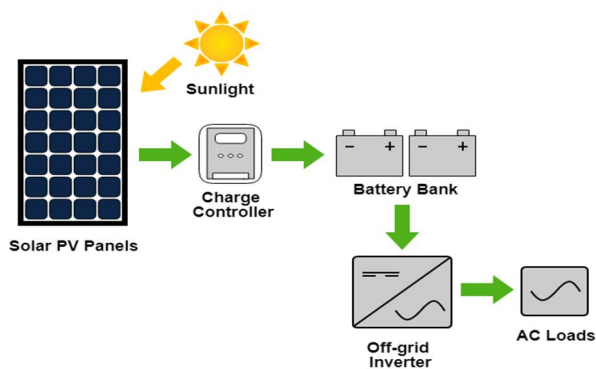 Sunlight
Solar PV Panels
Charge
Controller
− + − +
Battery Bank
Off-grid
Inverter
AC Loads